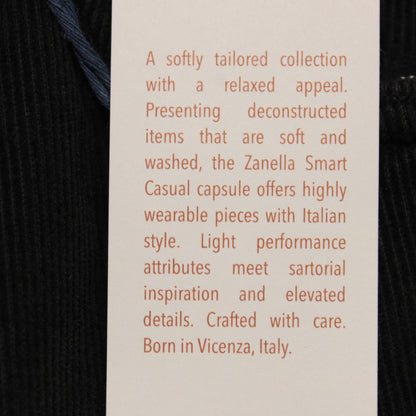 A softly tailored collection
with a relaxed appeal.
Presenting deconstructed
items that are soft and
washed, the Zanella Smart
Casual capsule offers highly
wearable pieces with Italian
style. Light performance
attributes meet sartorial
inspiration and elevated
details. Crafted with care.
Born in Vicenza, Italy.